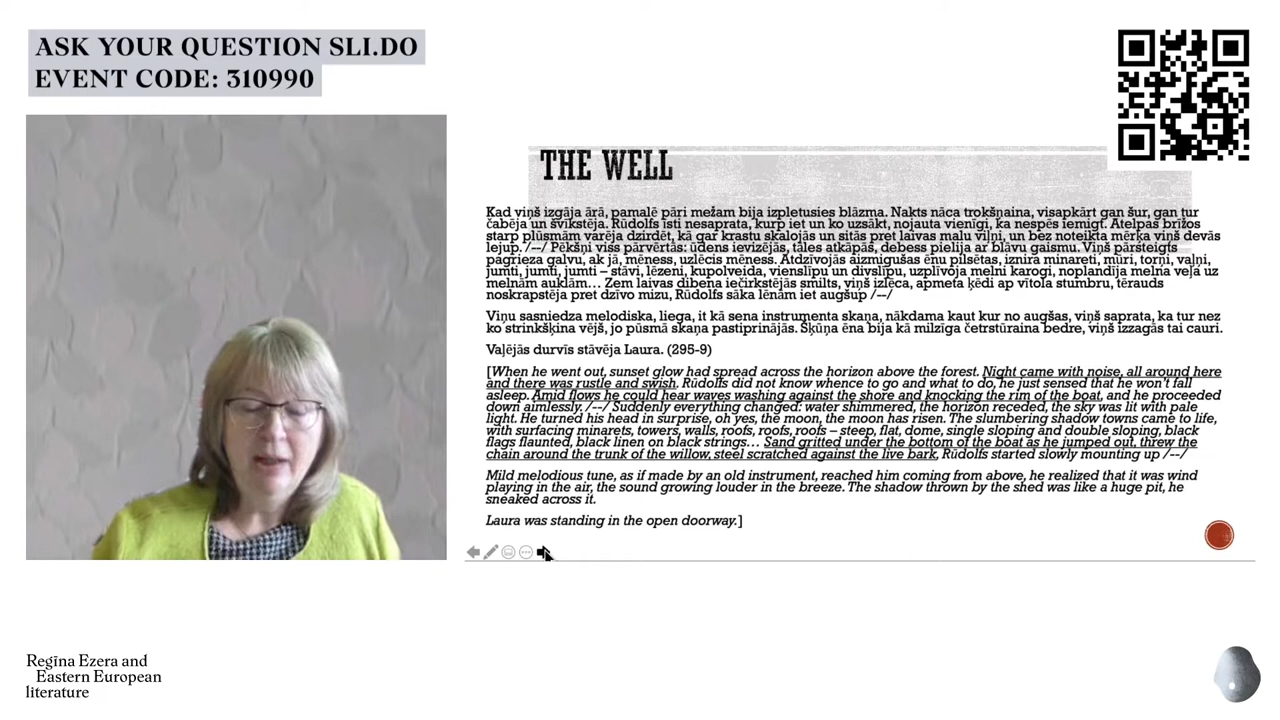 ASK YOUR QUESTION SLI.DO
EVENT CODE: 310990
THE WELL
Kad viņš izgāja ārā, pamalē pāri mežam bija izpletusies blāzma. Nakts nāca trokšņaina, visapkārt gan šur, gan tur
čabēja un švīkstēja. Rūdolfs īsti nesaprata, kurp iet un ko uzsākt, nojauta vienīgi, ka nespēs iemigt. Atelpas brīžos
starp plūsmām varēja dzirdēt, kā gar krastu skalojās un sitās pret laivas malu viļņi, un bez noteikta mērķa viņš devās
lejup. /--/ Pēkšņi viss pārvērtās: ūdens ievizējās, tāles atkāpās, debess pielija ar blāvu gaismu. Viņš pārsteigts
pagrieza galvu, ak jā, mēness, uzlēcis mēness. Atdzīvojās aizmigušas ēnu pilsētas, iznira minareti, mūri, torņi, vaļņi,
jumti, jumti, jumti – stāvi, lēzeni, kupolveida, vienslīpu un divslīpu, uzplīvoja melni karogi, noplandīja melna veļa uz
melnām auklām… Zem laivas dibena iečirkstējās smilts, viņš izlēca, apmeta ķēdi ap vītola stumbru, tērauds
noskrapstēja pret dzīvo mizu, Rūdolfs sāka lēnām iet augšup /--/
Viņu sasniedza melodiska, liega, it kā sena instrumenta skaņa, nākdama kaut kur no augšas, viņš saprata, ka tur nez
ko strinkšķina vējš, jo pūsmā skaņa pastiprinājās. Šķūņa ēna bija kā milzīga četrstūraina bedre, viņš izzagās tai cauri.
Vaļējās durvīs stāvēja Laura. (295-9)
[When he went out, sunset glow had spread across the horizon above the forest. Night came with noise, all around here
and there was rustle and swish. Rūdolfs did not know whence to go and what to do, he just sensed that he won't fall
asleep. Amid flows he could hear waves washing against the shore and knocking the rim of the boat, and he proceeded
down aimlessly. /--/ Suddenly everything changed: water shimmered, the horizon receded, the sky was lit with pale
light. He turned his head in surprise, oh yes, the moon, the moon has risen. The slumbering shadow towns came to life,
with surfacing minarets, towers, walls, roofs, roofs, roofs – steep, flat, dome, single sloping and double sloping, black
flags flaunted, black linen on black strings… Sand gritted under the bottom of the boat as he jumped out, threw the
chain around the trunk of the willow, steel scratched against the live bark, Rūdolfs started slowly mounting up /--/
Mild melodious tune, as if made by an old instrument, reached him coming from above, he realized that it was wind
playing in the air, the sound growing louder in the breeze. The shadow thrown by the shed was like a huge pit, he
sneaked across it.
Laura was standing in the open doorway.]
Regīna Ezera and
Eastern European
literature